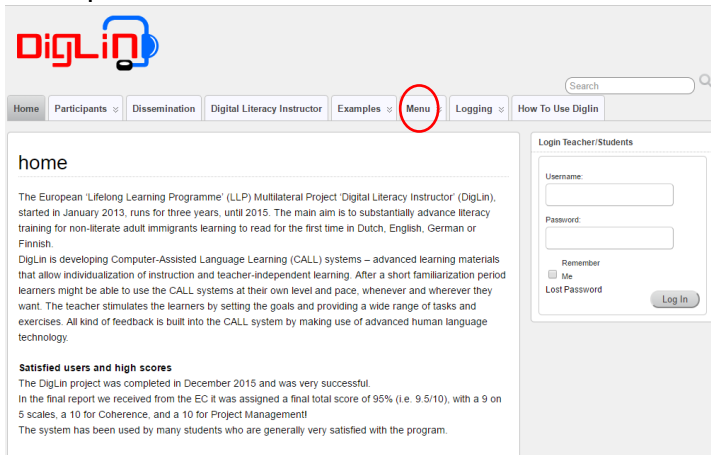 DigLin
Search
Home Participants Dissemination Digital Literacy Instructor Examples Menu Logging How To Use Diglin
home
The European ‘Lifelong Learning Programme’ (LLP) Multilateral Project ‘Digital Literacy Instructor’ (DigLin),
started in January 2013, runs for three years, until 2015. The main aim is to substantially advance literacy
training for non-literate adult immigrants learning to read for the first time in Dutch, English, German or
Finnish.
DigLin is developing Computer-Assisted Language Learning (CALL) systems – advanced learning materials
that allow individualization of instruction and teacher-independent learning. After a short familiarization period
learners might be able to use the CALL systems at their own level and pace, whenever and wherever they
want. The teacher stimulates the learners by setting the goals and providing a wide range of tasks and
exercises. All kind of feedback is built into the CALL system by making use of advanced human language
technology.
Satisfied users and high scores
The DigLin project was completed in December 2015 and was very successful.
In the final report we received from the EC it was assigned a final total score of 95% (i.e. 9.5/10), with a 9 on
5 scales, a 10 for Coherence, and a 10 for Project Management!
The system has been used by many students who are generally very satisfied with the program.
Login Teacher/Students
Username:
Password:
Remember
Me
Lost Password
Log In